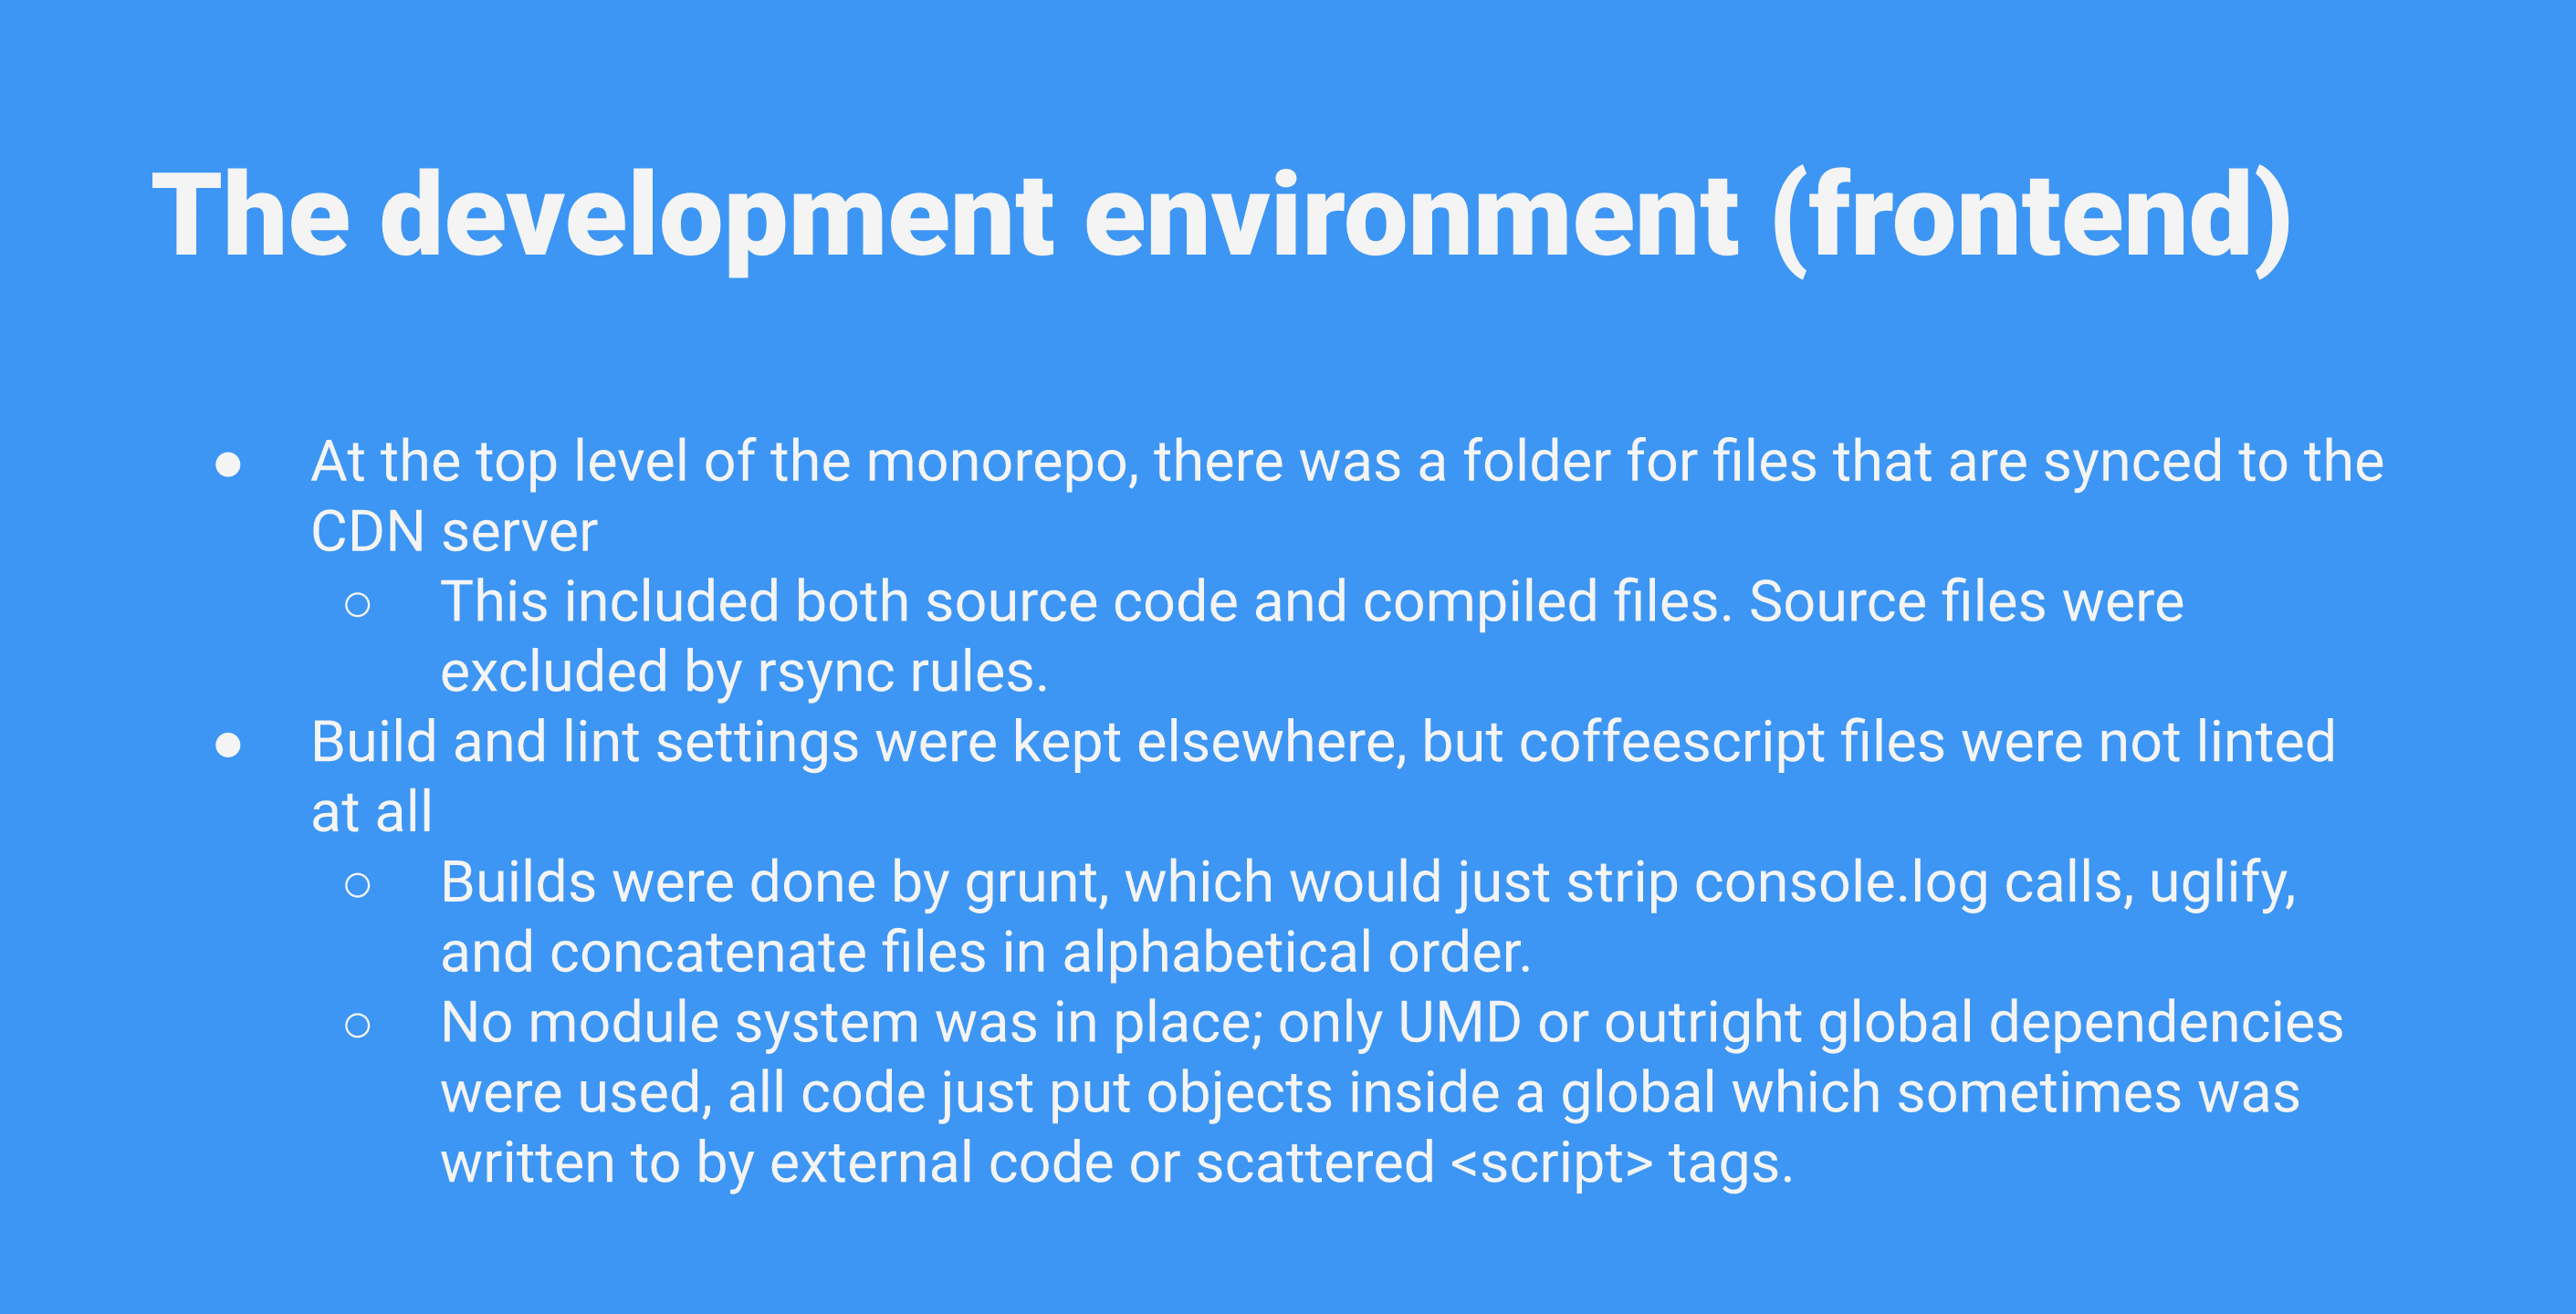 The development environment (frontend)
● At the top level of the monorepo, there was a folder for files that are synced to the
CDN server
○ This included both source code and compiled files. Source files were
excluded by rsync rules.
● Build and lint settings were kept elsewhere, but coffeescript files were not linted
at all
○ Builds were done by grunt, which would just strip console.log calls, uglify,
and concatenate files in alphabetical order.
○ No module system was in place; only UMD or outright global dependencies
were used, all code just put objects inside a global which sometimes was
written to by external code or scattered <script> tags.